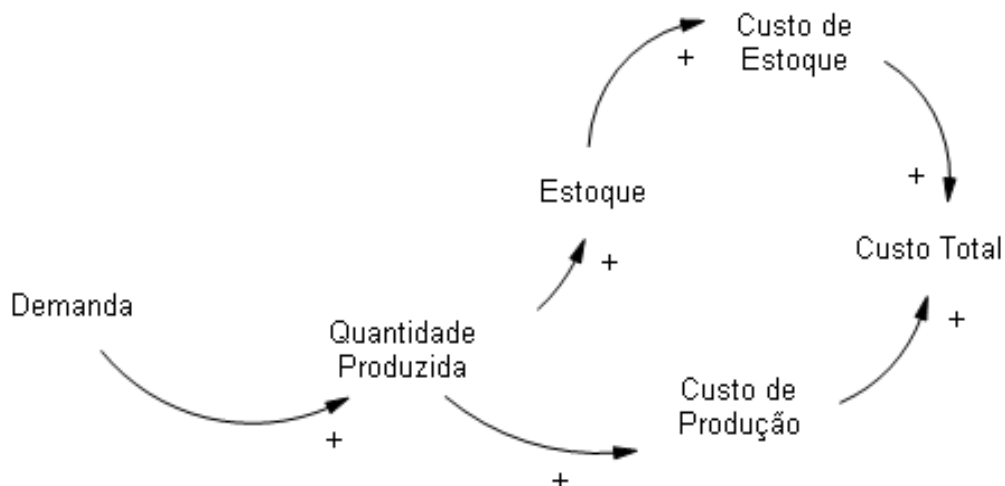 Custo de
Estoque
+
Estoque
+
+
Custo Total
+
Demanda
Quantidade
Produzida
+
Custo de
Produção
+
+